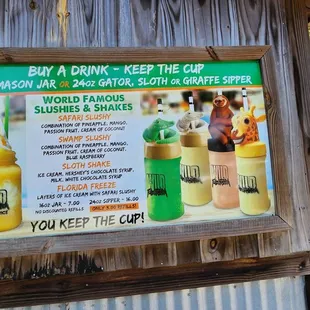 BUY A DRINK - KEEP THE CUP
MASON JAR OR 24oz GATOR, SLOTH or GIRAFFE SIPPER
WORLD FAMOUS
SLUSHIES & SHAKES
SAFARI SLUSHY
COMBINATION OF PINEAPPLE, MANGO,
PASSION FRUIT, CREAM OF COCONUT
SWAMP SLUSHY
COMBINATION OF PINEAPPLE, MANGO,
PASSION FRUIT, CREAM OF COCONUT,
BLUE RASPBERRY
SLOTH SHAKE
ICE CREAM, HERSHEY'S CHOCOLATE SYRUP,
MILK, WHITE CHOCOLATE SYRUP
FLORIDA FREEZE
LAYERS OF ICE CREAM WITH SAFARI SLUSHY
16oz JAR - 7.00 24oz SIPPER - 16.00
NO DISCOUNTED REFILLS
YOU KEEP THE CUP!